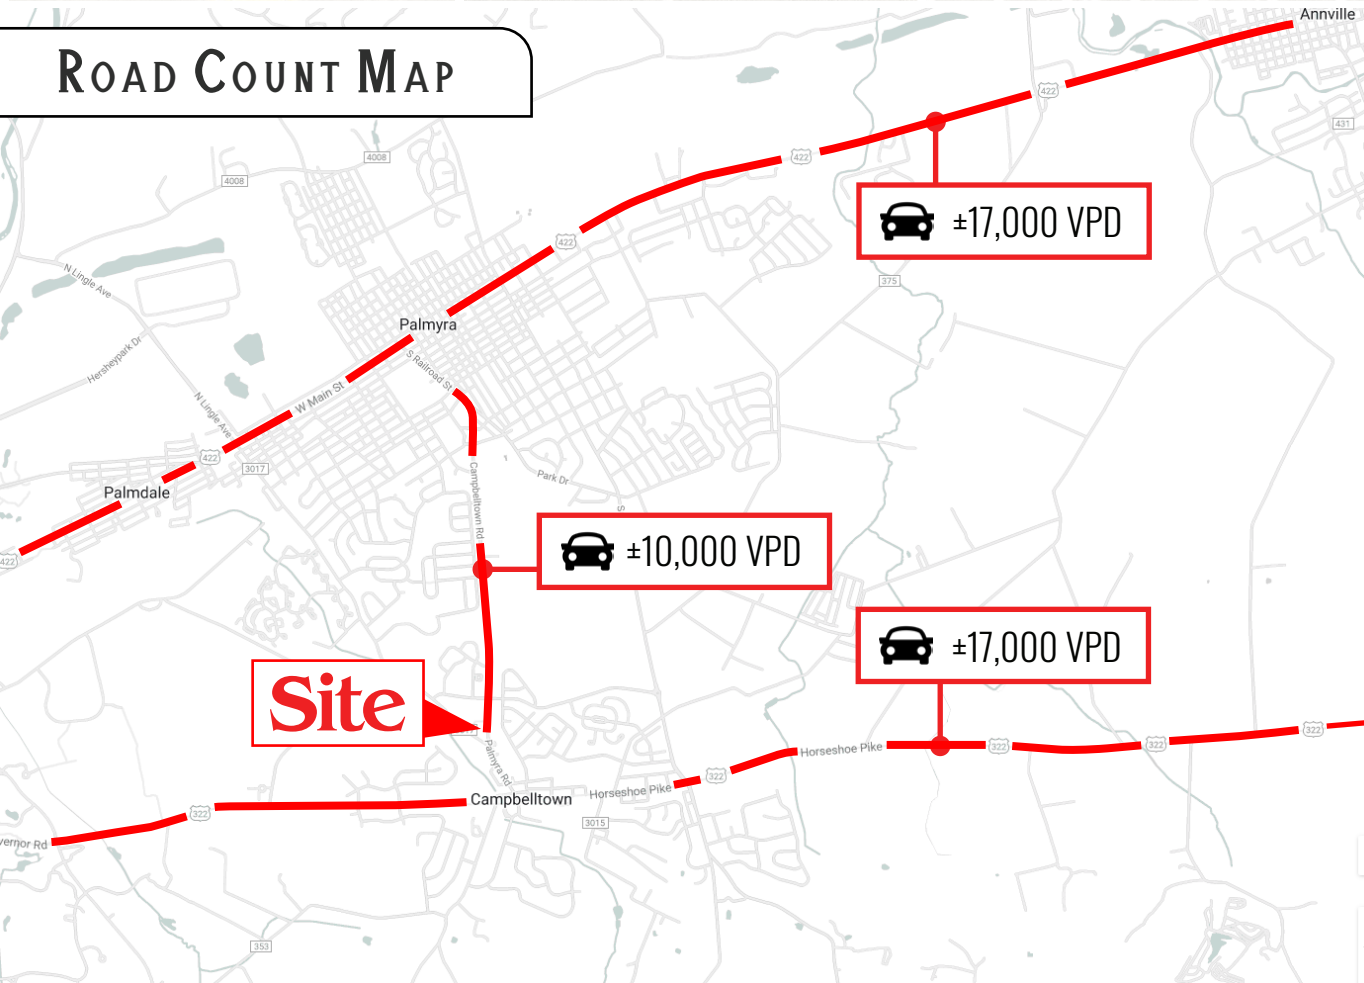 Annville
ROAD COUNT MAP
422
431
4008
422
4008
±17,000 VPD
422
N Lingle Ave
375
Palmyra
Hersheypark Dr
S Railroad St
W Main St
N Lingle Ave
422
3017
Park Dr
Palmdale
Campbelltown Rd
S
422
±10,000 VPD
±17,000 VPD
Site
322
Horseshoe Pike
322
322
Palmyra Rd
322
Horseshoe Pike
Campbelltown
322
3015
vernor Rd
353